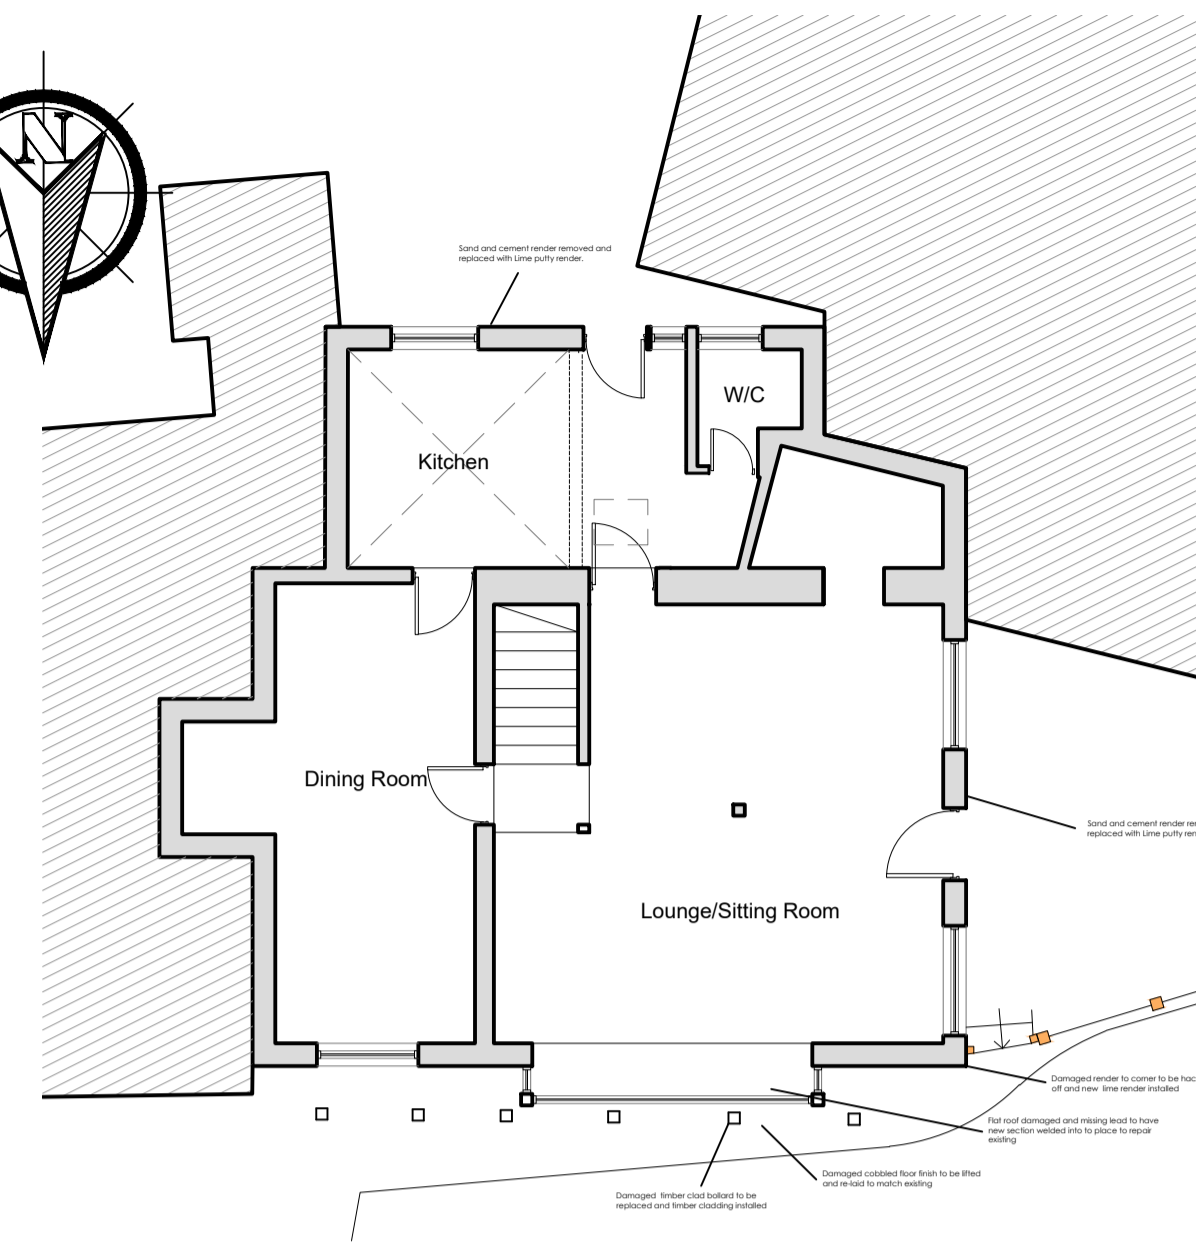 N
Sand and cement render removed and
replaced with Lime putty render.
W/C
Kitchen
Dining Room
Sand and cement render
replaced with Lime putty
Lounge/Sitting Room
Damaged render to corner to be
off and new lime render installed
Flat roof damaged and missing lead to have
new section welded into to place to repair
existing
Damaged cobbled floor finish to be lifted
and re-laid to match existing
Damaged timber clad ballard to be
replaced and timber cladding installed